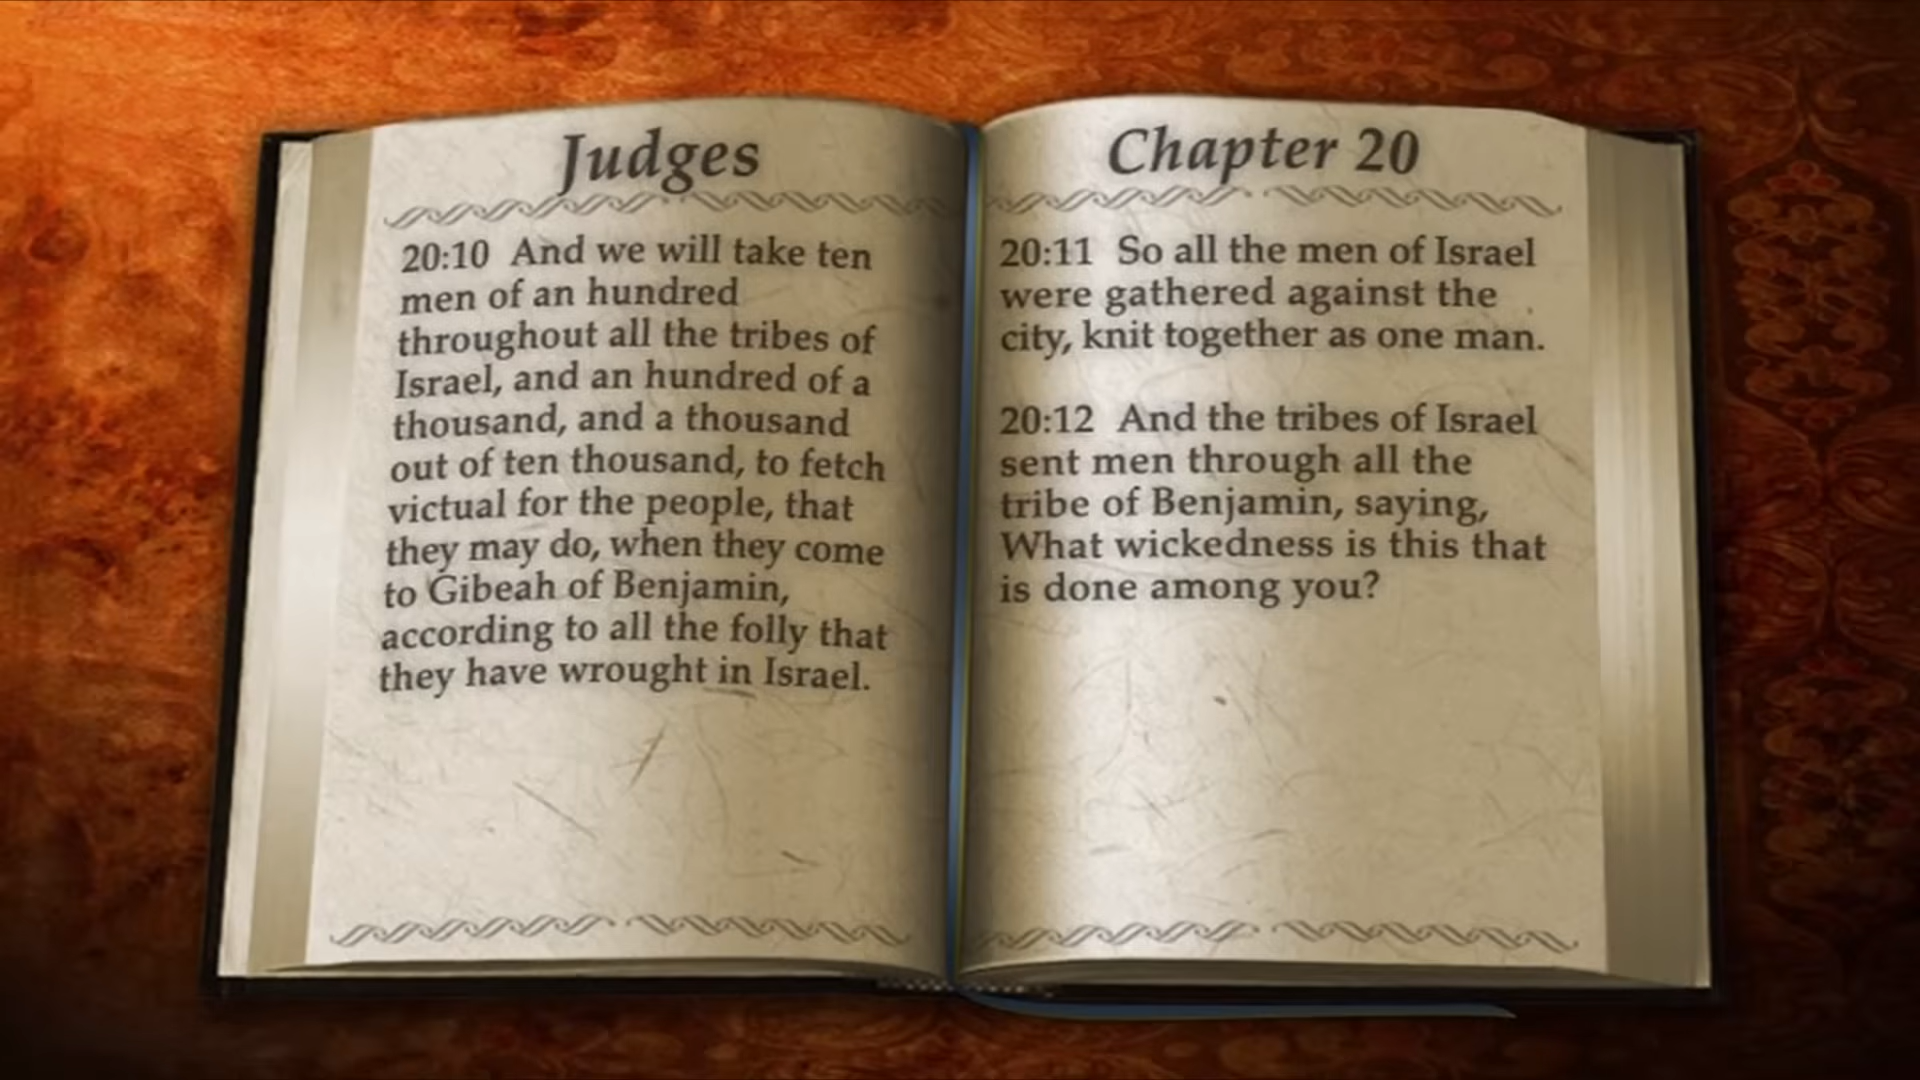 Judges
20:10 And we will take ten
men of an hundred
throughout all the tribes of
Israel, and an hundred of a
thousand, and a thousand
out of ten thousand, to fetch
victual for the people, that
they may do, when they come
to Gibeah of Benjamin,
according to all the folly that
they have wrought in Israel.
Chapter 20
20:11 So all the men of Israel
were gathered against the
city, knit together as one man.
20:12 And the tribes of Israel
sent men through all the
tribe of Benjamin, saying,
What wickedness is this that
is done among you?